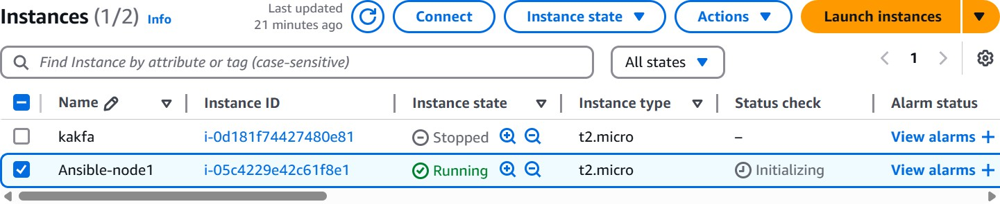 Instances (1/2) Info
Last updated
21 minutes ago
Connect
Instance state
Actions
Launch instances
Find Instance by attribute or tag (case-sensitive)
All states
1
Name Instance ID Instance state Instance type Status check Alarm status
kakfa i-0d181f74427480e81 Stopped t2.micro – View alarms +
Ansible-node1 i-05c4229e42c61f8e1 Running t2.micro Initializing View alarms +